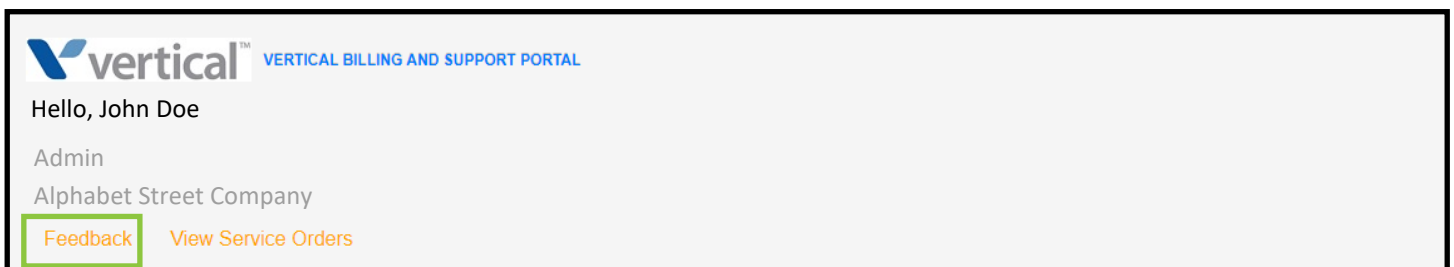 vertical™ VERTICAL BILLING AND SUPPORT PORTAL
Hello, John Doe
Admin
Alphabet Street Company
Feedback View Service Orders